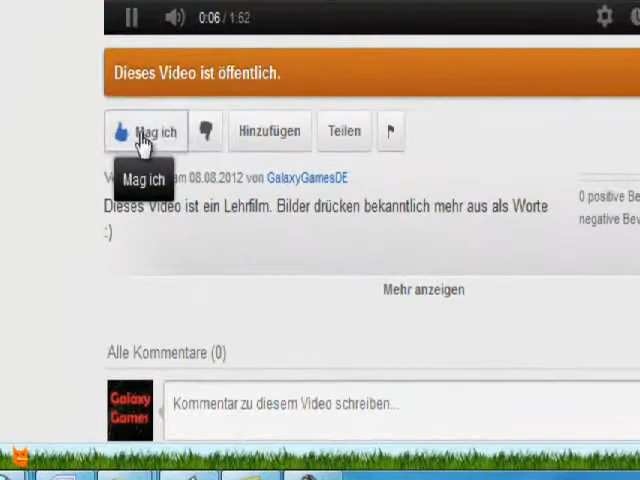 0:06 / 1:52
Dieses Video ist öffentlich.
Mag ich
Hinzufügen
Teilen
Mag ich
am 08.08.2012 von GalaxyGamesDE
Dieses Video ist ein Lehrfilm. Bilder drücken bekanntlich mehr aus als Worte
:)
0 positive Be
negative Bev
Mehr anzeigen
Alle Kommentare (0)
Galaxy
Games
Kommentar zu diesem Video schreiben...